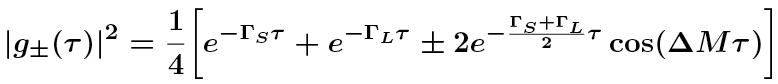 |g±(τ)|² = 1/4 [e^{−Γ_S τ} + e^{−Γ_L τ} ± 2e^{−(Γ_S+Γ_L)/2 τ} cos(ΔMτ)]